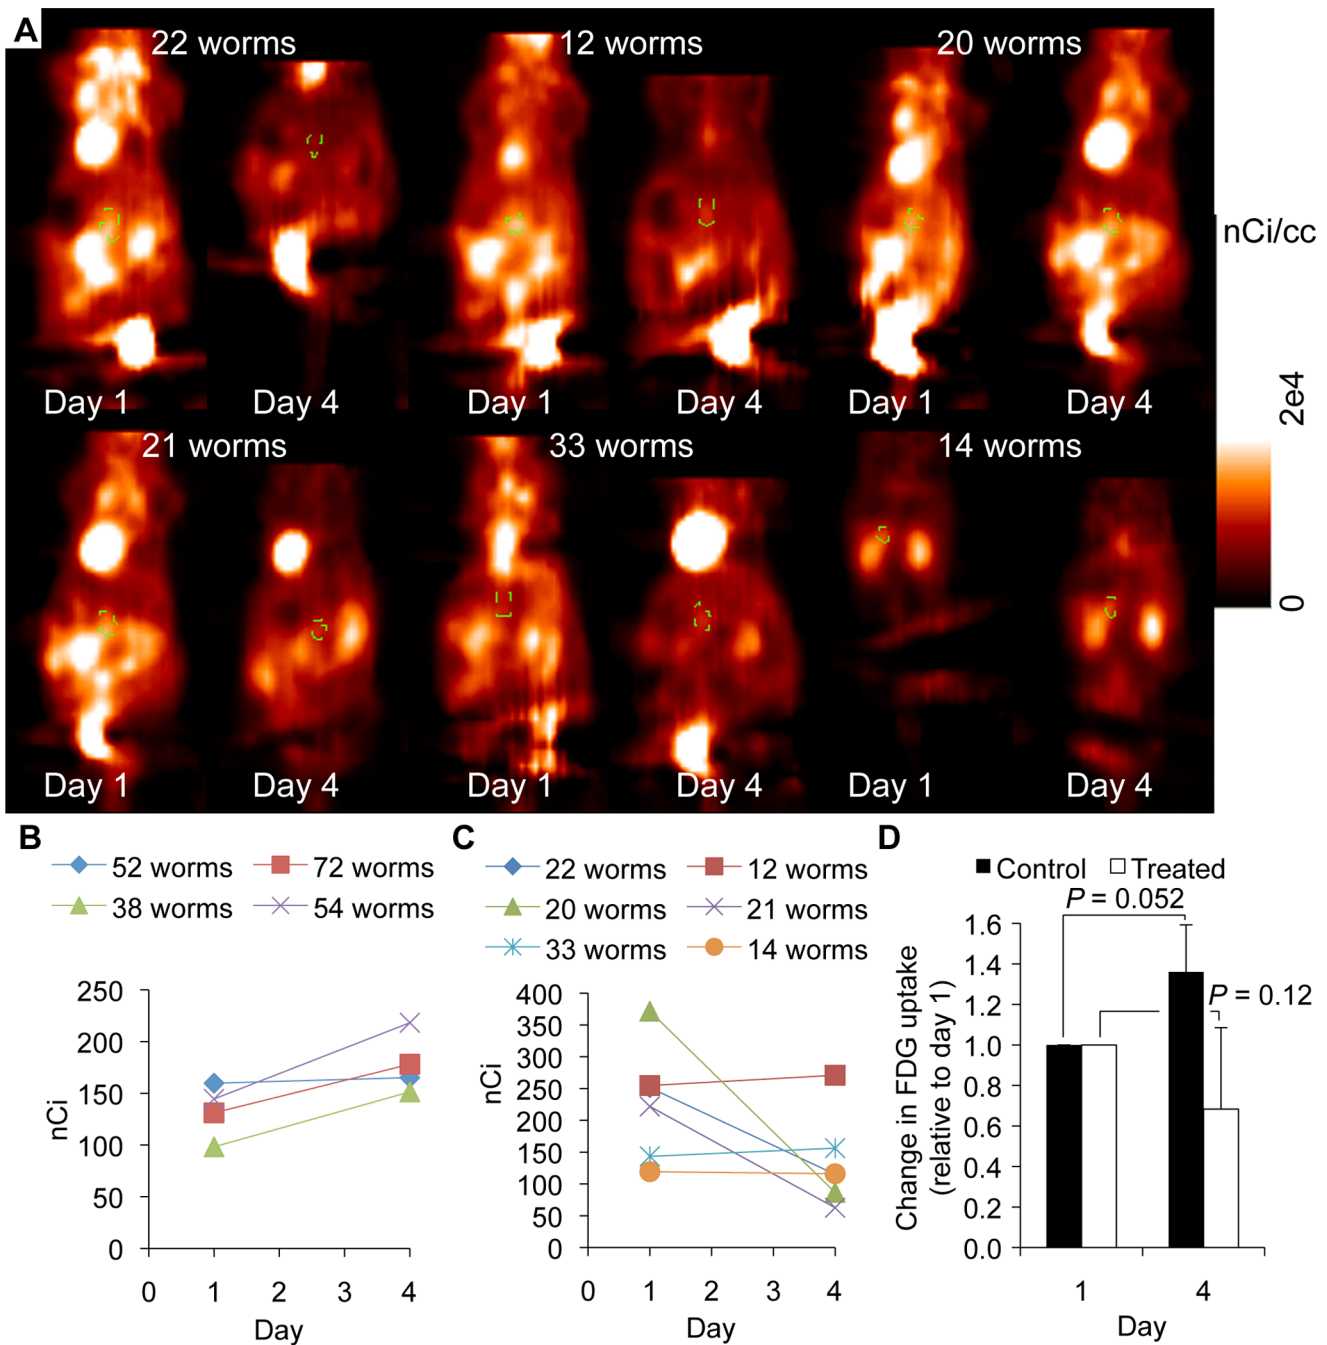 A
22 worms 12 worms 20 worms
nCi/cc
2e4
0
Day 1 Day 4 Day 1 Day 4 Day 1 Day 4
21 worms 33 worms 14 worms
Day 1 Day 4 Day 1 Day 4 Day 1 Day 4
B
52 worms 72 worms
38 worms 54 worms
250
200
150
100
50
0
nCi
0 1 2 3 4
Day
C
22 worms 12 worms
20 worms 21 worms
33 worms 14 worms
400
350
300
250
200
150
100
50
0
nCi
0 1 2 3 4
Day
D
Control Treated
P = 0.052
P = 0.12
1.6
1.4
1.2
1.0
0.8
0.6
0.4
0.2
0.0
Change in FDG uptake
(relative to day 1)
1 4
Day